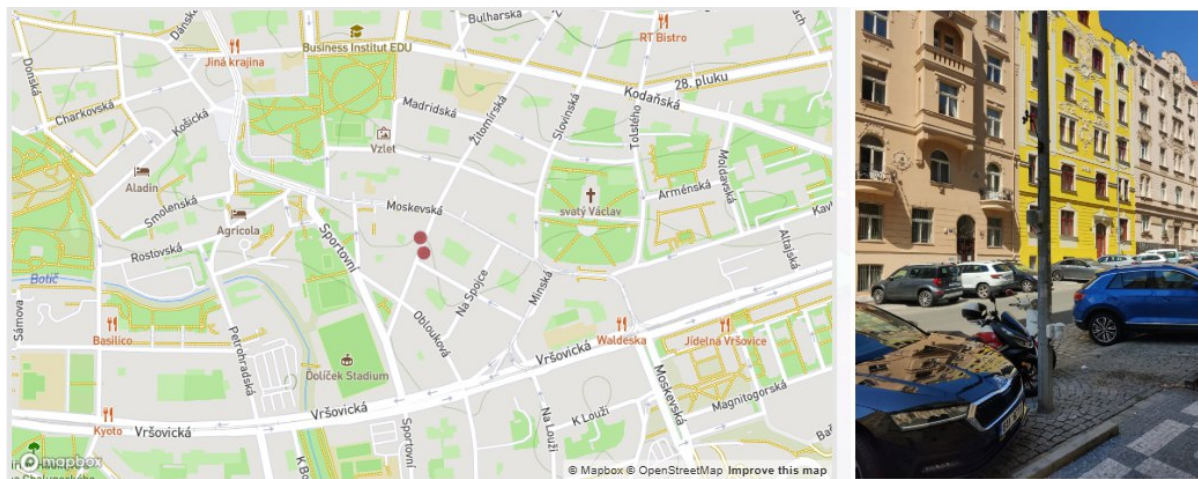 Dánská
Bulharská
RT Bistro
Business Institut EDU
Jiná krajina
Donská
28. pluku
Kodaňská
Charkovská
Košická
Madridská
Žitomírská
Slovinská
Tolstého
Vzlet
Moldavská
Aladin
Smolenská
Moskevská
svatý Václav
Arménská
Agricola
Rostovská
Sportovní
Altajská
Botič
Na Spojce
Minská
Sámova
Basilico
Petrohradská
Oblouková
Waldeska
Jídelna Vršovice
Vršovická
Ďolíček Stadium
Moskevská
Magnitogorská
Kyoto
Vršovická
Sportovní
Na Louži
K Louži
mapbox
© Mapbox © OpenStreetMap Improve this map